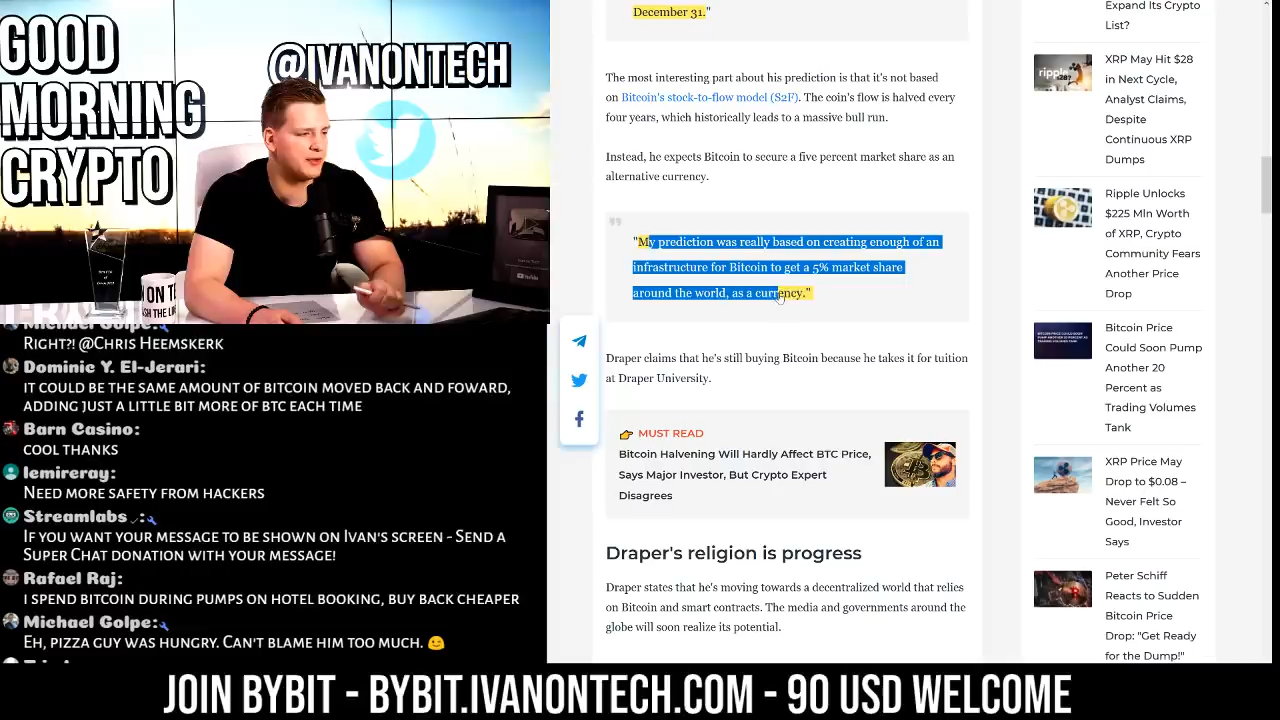 GOOD
MORNING
CRYPTO
@IVANONTECH
ON T
ASH THE LI
YouTube
Michael Golpe:
RIGHT?! @CHRIS HEEMSKERK
Dominic Y. El-Jerari:
IT COULD BE THE SAME AMOUNT OF BITCOIN MOVED BACK AND FOWARD,
ADDING JUST A LITTLE BIT MORE OF BTC EACH TIME
Barn Casino:
COOL THANKS
lemireray:
NEED MORE SAFETY FROM HACKERS
Streamlabs ✓:
IF YOU WANT YOUR MESSAGE TO BE SHOWN ON IVAN'S SCREEN - SEND A
SUPER CHAT DONATION WITH YOUR MESSAGE!
Rafael Raj:
I SPEND BITCOIN DURING PUMPS ON HOTEL BOOKING, BUY BACK CHEAPER
Michael Golpe:
EH, PIZZA GUY WAS HUNGRY. CAN'T BLAME HIM TOO MUCH. 😊
December 31."
The most interesting part about his prediction is that it's not based
on Bitcoin's stock-to-flow model (S2F). The coin's flow is halved every
four years, which historically leads to a massive bull run.
Instead, he expects Bitcoin to secure a five percent market share as an
alternative currency.
"My prediction was really based on creating enough of an
infrastructure for Bitcoin to get a 5% market share
around the world, as a currency."
Draper claims that he's still buying Bitcoin because he takes it for tuition
at Draper University.
👉 MUST READ
Bitcoin Halvening Will Hardly Affect BTC Price,
Says Major Investor, But Crypto Expert
Disagrees
Draper's religion is progress
Draper states that he's moving towards a decentralized world that relies
on Bitcoin and smart contracts. The media and governments around the
globe will soon realize its potential.
Expand Its Crypto
List?
ripple
XRP May Hit $28
in Next Cycle,
Analyst Claims,
Despite
Continuous XRP
Dumps
Ripple Unlocks
$225 Mln Worth
of XRP, Crypto
Community Fears
Another Price
Drop
Bitcoin Price
Could Soon Pump
Another 20
Percent as
Trading Volumes
Tank
XRP Price May
Drop to $0.08 –
Never Felt So
Good, Investor
Says
Peter Schiff
Reacts to Sudden
Bitcoin Price
Drop: "Get Ready
for the Dump!"
JOIN BYBIT - BYBIT.IVANONTECH.COM - 90 USD WELCOME